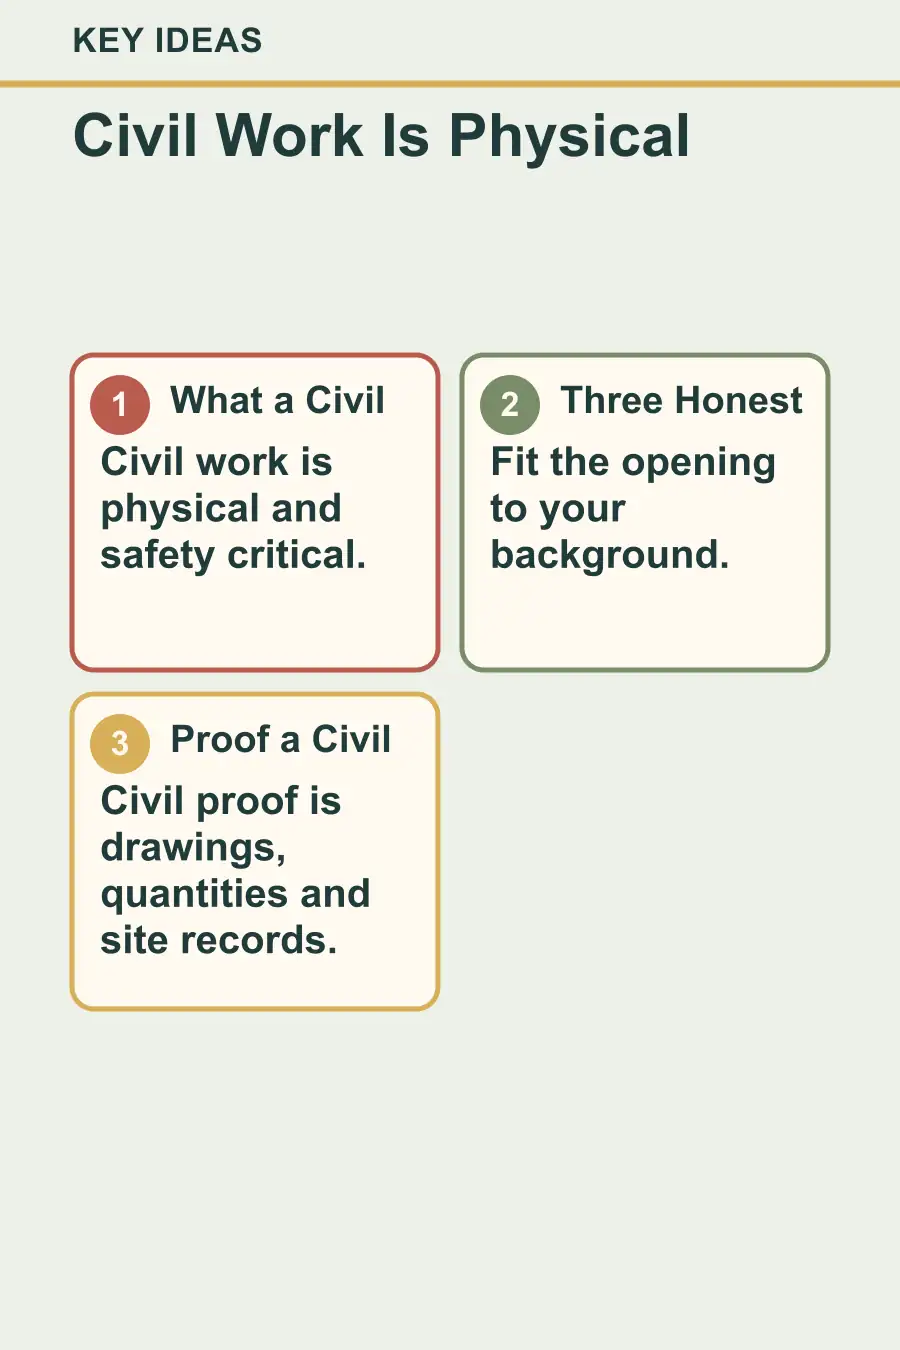 KEY IDEAS
Civil Work Is Physical
1 What a Civil
Civil work is
physical and
safety critical.
2 Three Honest
Fit the opening
to your
background.
3 Proof a Civil
Civil proof is
drawings,
quantities and
site records.